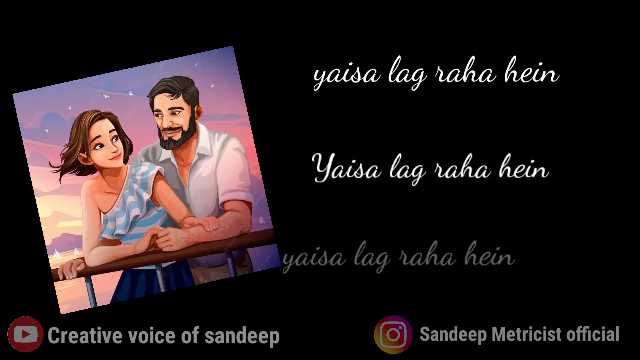 yaisa lag raha hein
Yaisa lag raha hein
yaisa lag raha hein
Creative voice of sandeep
Sandeep Metricist official